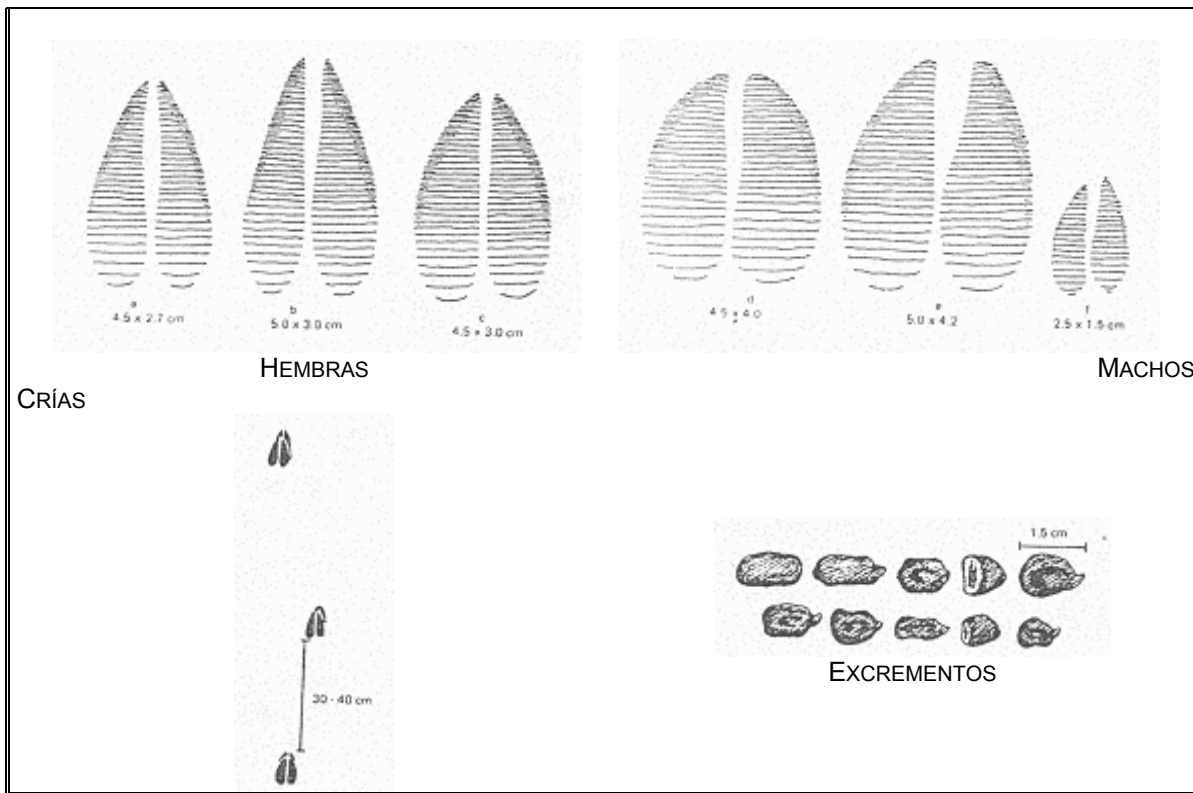 a
4.5 x 2.7 cm
b
5.0 x 3.0 cm
c
4.5 x 3.0 cm
d
4.5 x 4.0
e
5.0 x 4.2
f
2.5 x 1.5 cm
HEMBRAS
MACHOS
CRÍAS
30 - 40 cm
1.5 cm
EXCREMENTOS